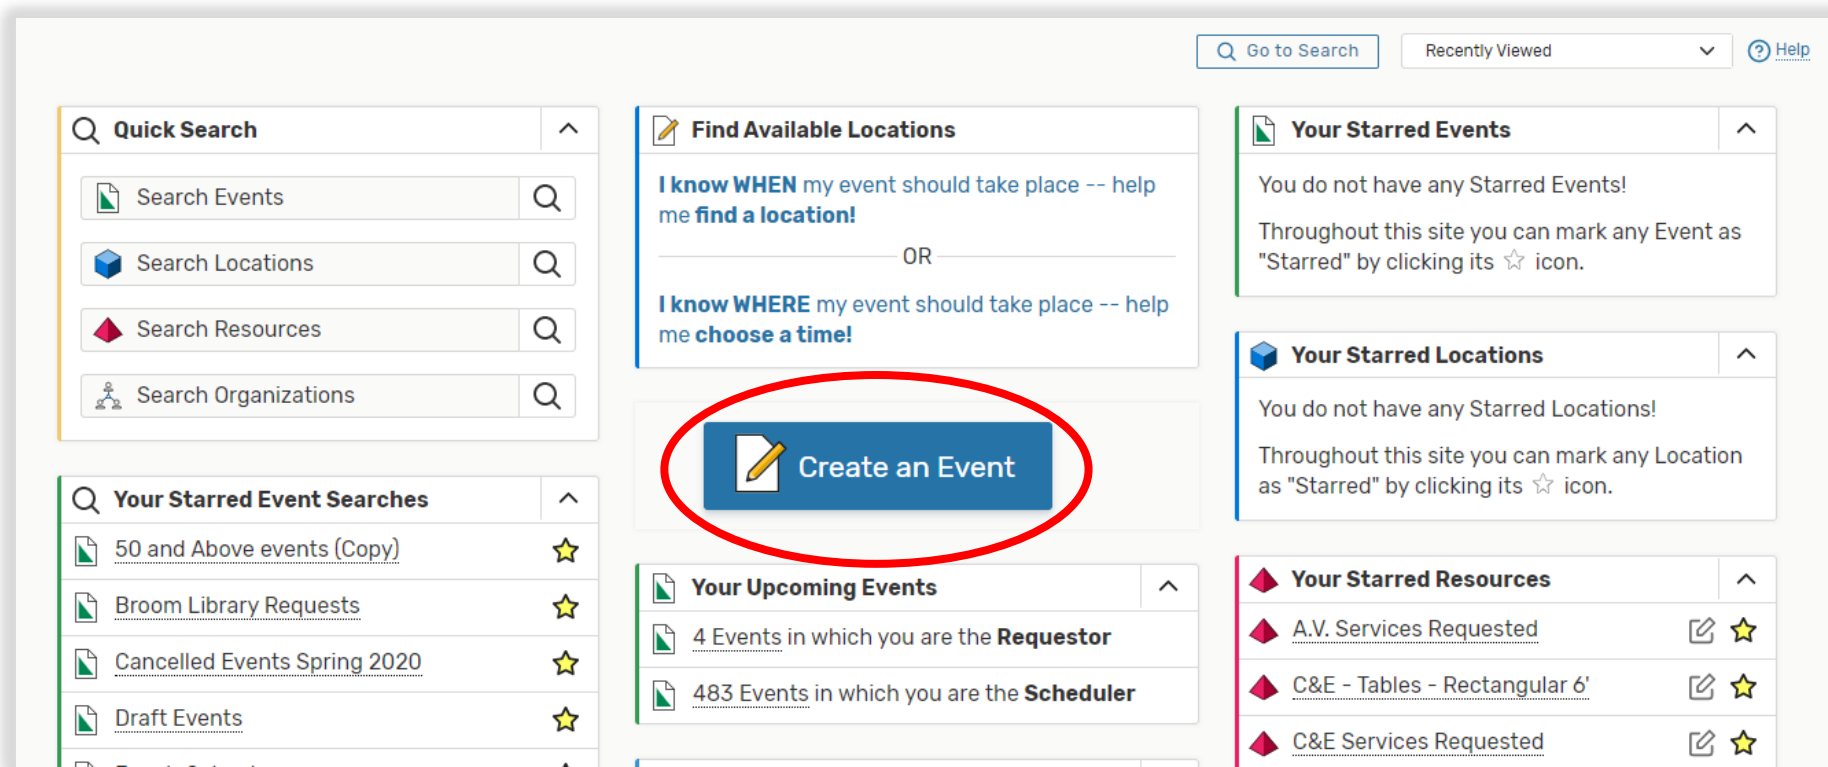 Go to Search
Recently Viewed
Help
Quick Search
Search Events
Search Locations
Search Resources
Search Organizations
Your Starred Event Searches
50 and Above events (Copy)
Broom Library Requests
Cancelled Events Spring 2020
Draft Events
Find Available Locations
I know WHEN my event should take place -- help
me find a location!
OR
I know WHERE my event should take place -- help
me choose a time!
Create an Event
Your Upcoming Events
4 Events in which you are the Requestor
483 Events in which you are the Scheduler
Your Starred Events
You do not have any Starred Events!
Throughout this site you can mark any Event as
"Starred" by clicking its ☆ icon.
Your Starred Locations
You do not have any Starred Locations!
Throughout this site you can mark any Location
as "Starred" by clicking its ☆ icon.
Your Starred Resources
A.V. Services Requested
C&E - Tables - Rectangular 6'
C&E Services Requested